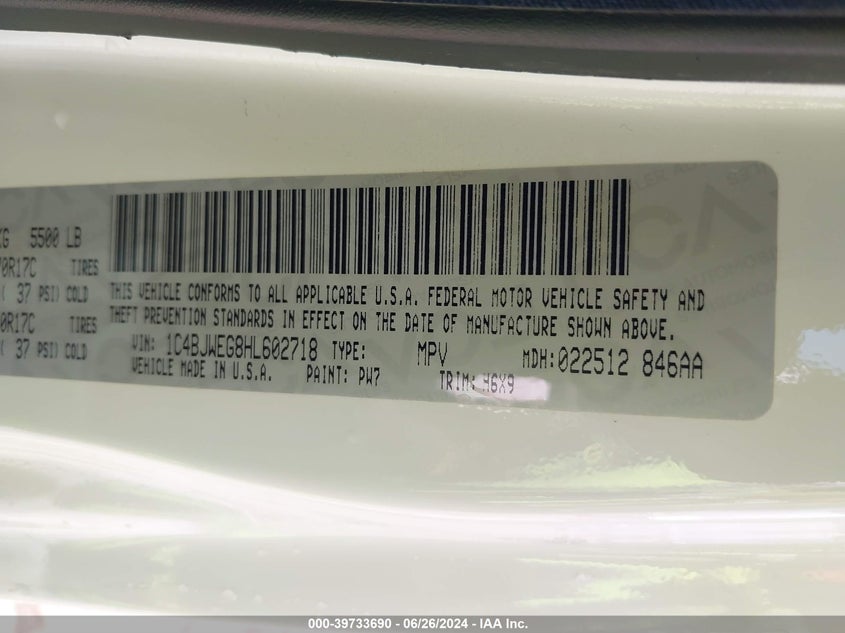 KG 5500 LB
0R17C TIRES
( 37 PSI) COLD
0R17C TIRES
( 37 PSI) COLD
THIS VEHICLE CONFORMS TO ALL APPLICABLE U.S.A. FEDERAL MOTOR VEHICLE SAFETY AND
THEFT PREVENTION STANDARDS IN EFFECT ON THE DATE OF MANUFACTURE SHOWN ABOVE.
VIN: 1C4BJWEG8HL602718 TYPE: MPV MDH:022512 846AA
VEHICLE MADE IN U.S.A. PAINT: PW7 TRIM: H6X9
000-39733690 - 06/26/2024 - IAA Inc.